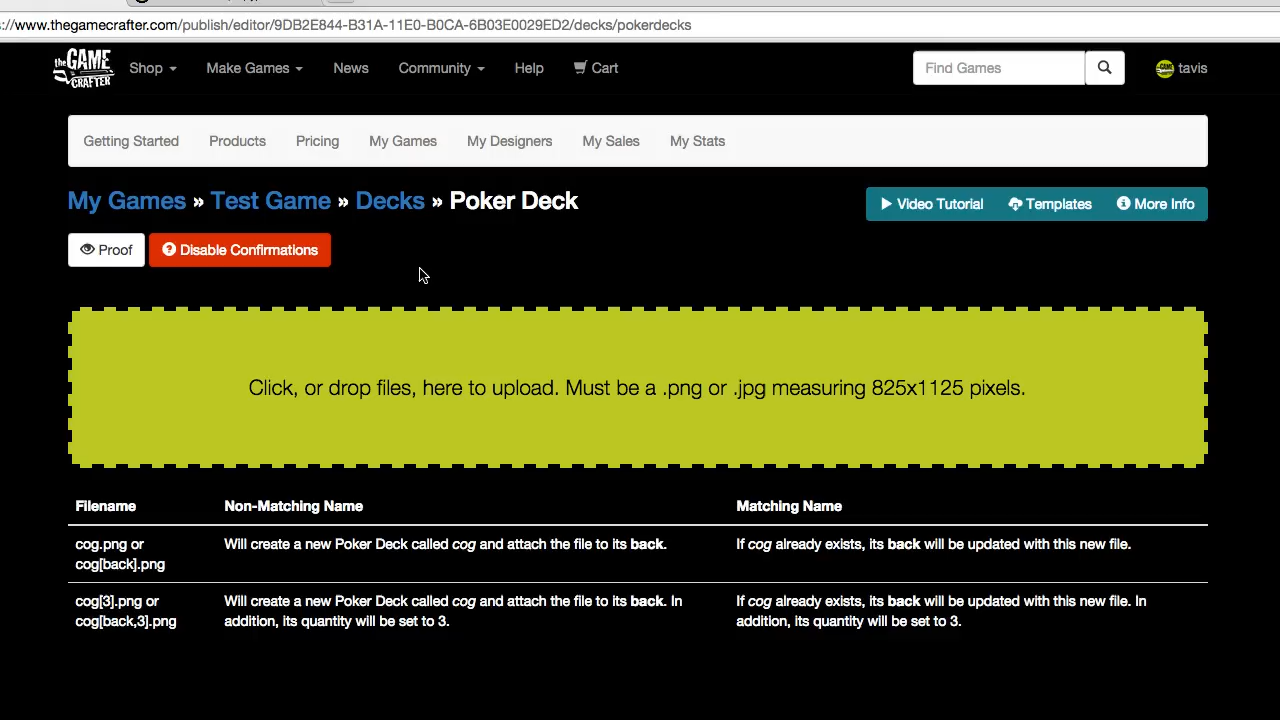 ://www.thegamecrafter.com/publish/editor/9DB2E844-B31A-11E0-B0CA-6B03E0029ED2/decks/pokerdecks
the GAME CRAFTER
Shop Make Games News Community Help Cart Find Games tavis
Getting Started Products Pricing My Games My Designers My Sales My Stats
My Games » Test Game » Decks » Poker Deck
Video Tutorial Templates More Info
Proof Disable Confirmations
Click, or drop files, here to upload. Must be a .png or .jpg measuring 825x1125 pixels.
Filename Non-Matching Name Matching Name
cog.png or
cog[back].png
Will create a new Poker Deck called cog and attach the file to its back.
If cog already exists, its back will be updated with this new file.
cog[3].png or
cog[back,3].png
Will create a new Poker Deck called cog and attach the file to its back. In
addition, its quantity will be set to 3.
If cog already exists, its back will be updated with this new file. In
addition, its quantity will be set to 3.